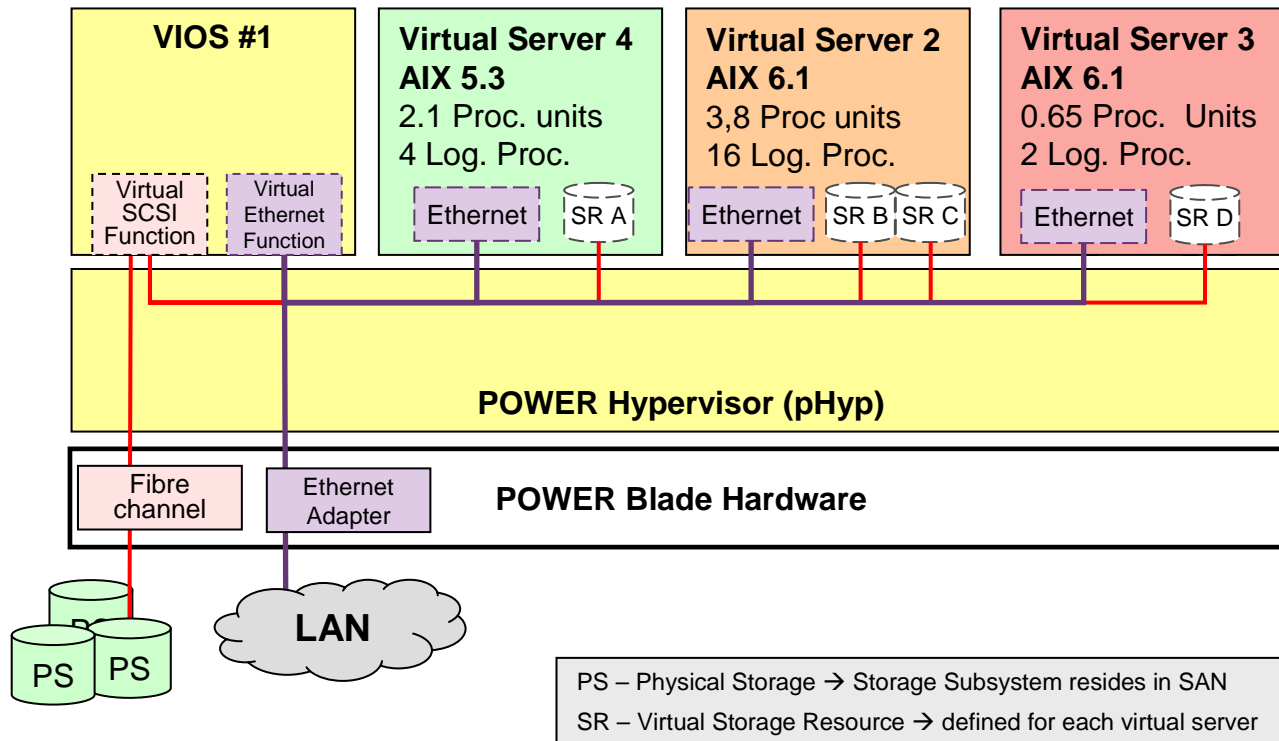 VIOS #1
Virtual
SCSI
Function
Virtual
Ethernet
Function
Virtual Server 4
AIX 5.3
2.1 Proc. units
4 Log. Proc.
Ethernet
SR A
Virtual Server 2
AIX 6.1
3,8 Proc units
16 Log. Proc.
Ethernet
SR B
SR C
Virtual Server 3
AIX 6.1
0.65 Proc. Units
2 Log. Proc.
Ethernet
SR D
POWER Hypervisor (pHyp)
Fibre
channel
Ethernet
Adapter
POWER Blade Hardware
PS
PS
PS
LAN
PS – Physical Storage → Storage Subsystem resides in SAN
SR – Virtual Storage Resource → defined for each virtual server